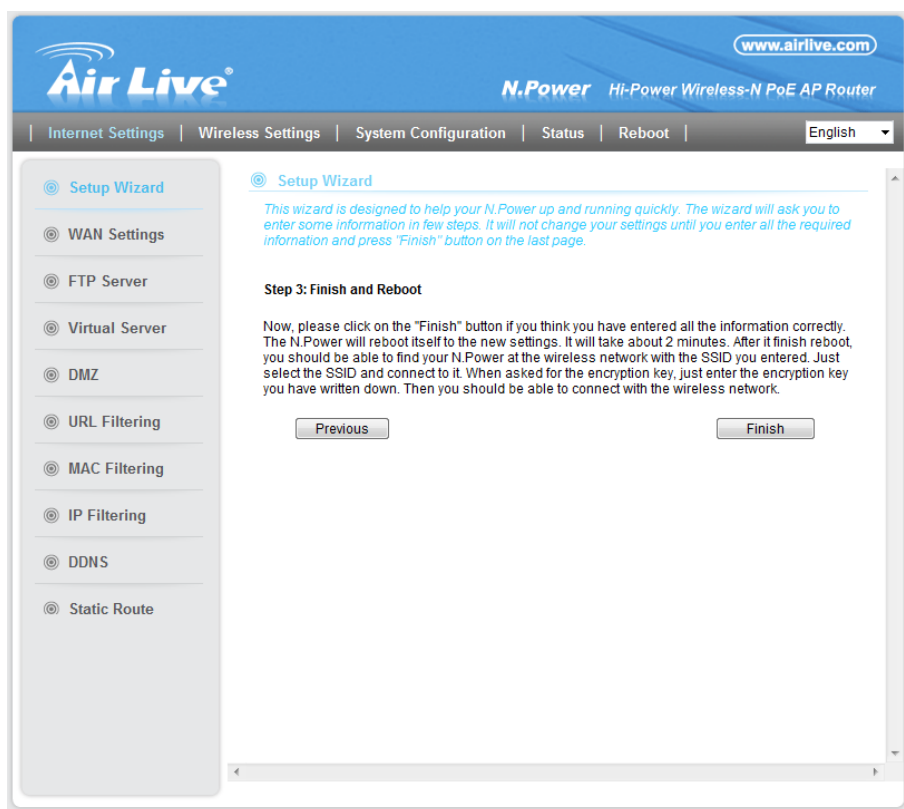 www.airlive.com
Air Live®
N.Power Hi-Power Wireless-N PoE AP Router
| Internet Settings | Wireless Settings | System Configuration | Status | Reboot |
English
Setup Wizard
WAN Settings
FTP Server
Virtual Server
DMZ
URL Filtering
MAC Filtering
IP Filtering
DDNS
Static Route
Setup Wizard
This wizard is designed to help your N.Power up and running quickly. The wizard will ask you to
enter some information in few steps. It will not change your settings until you enter all the required
infornation and press "Finish" button on the last page.
Step 3: Finish and Reboot
Now, please click on the "Finish" button if you think you have entered all the information correctly.
The N.Power will reboot itself to the new settings. It will take about 2 minutes. After it finish reboot,
you should be able to find your N.Power at the wireless network with the SSID you entered. Just
select the SSID and connect to it. When asked for the encryption key, just enter the encryption key
you have written down. Then you should be able to connect with the wireless network.
Previous
Finish